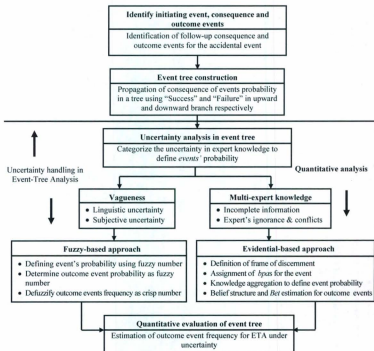 Identify initiating event, consequence and
outcome events
Identification of follow-up consequence and
outcome events for the accidental event
Event tree construction
Propagation of consequence of events probability
in a tree using “Success” and “Failure” in upward
and downward branch respectively
Uncertainty analysis in event tree
Categorize the uncertainty in expert knowledge to
define events’ probability
Uncertainty handling in
Event-Tree Analysis
Quantitative analysis
Vagueness
• Linguistic uncertainty
• Subjective uncertainty
Multi-expert knowledge
• Incomplete information
• Expert’s ignorance & conflicts
Fuzzy-based approach
• Defining event’s probability using fuzzy number
• Determine outcome event probability as fuzzy
number
• Defuzzify outcome events frequency as crisp number
Evidential-based approach
• Definition of frame of discernment
• Assignment of bpas for the event
• Knowledge aggregation to define event probability
• Belief structure and Bet estimation for outcome events
Quantitative evaluation of event tree
Estimation of outcome event frequency for ETA under
uncertainty